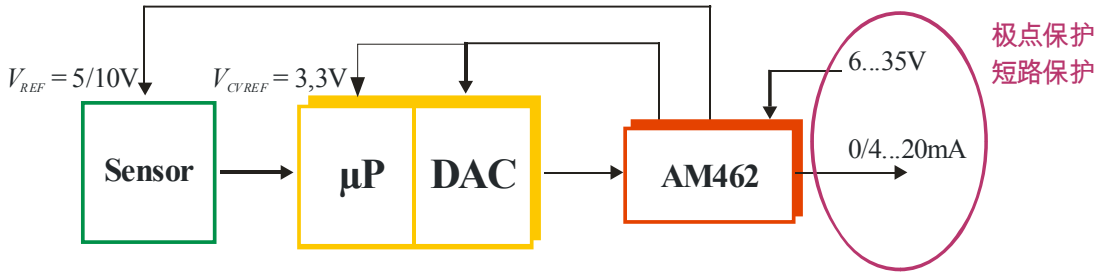 极点保护
短路保护
6...35V
V_REF = 5/10V
V_CVREF = 3,3V
0/4...20mA
Sensor
μP
DAC
AM462